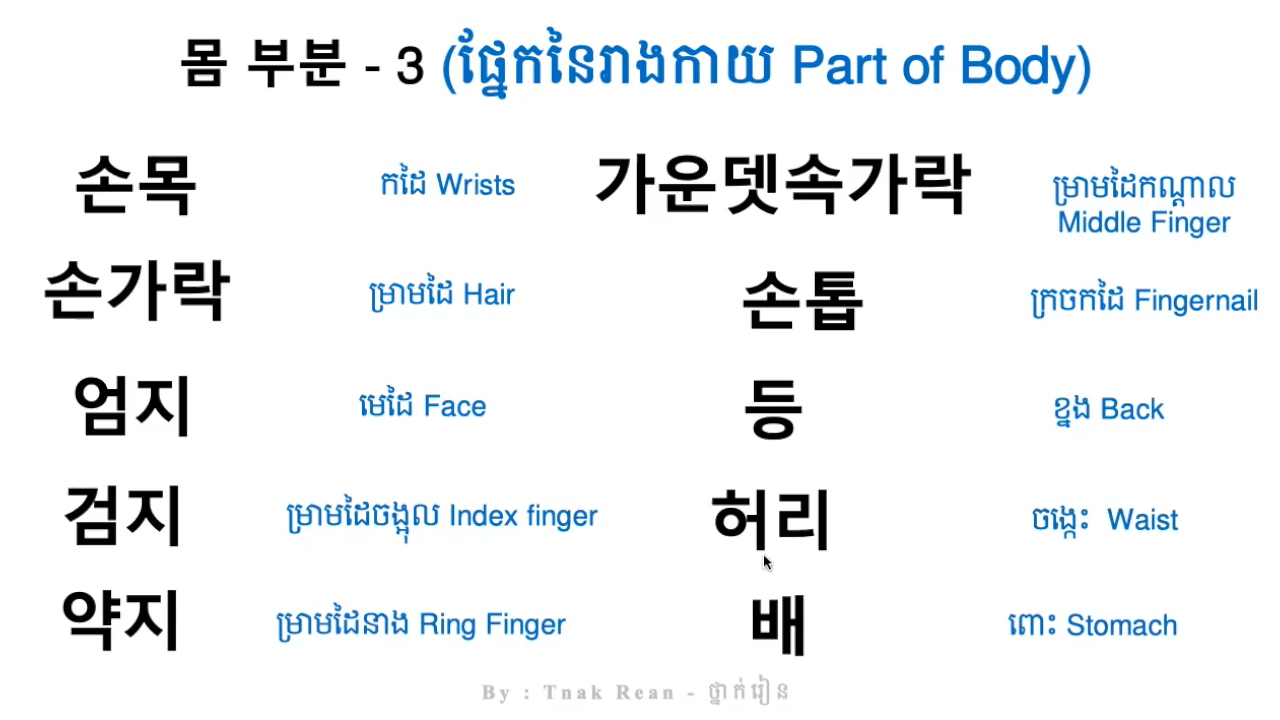 몸 부분 - 3 (ផ្នែកនៃរាងកាយ Part of Body)
손목 កដៃ Wrists
손가락 ម្រាមដៃ Hair
엄지 មេដៃ Face
검지 ម្រាមដៃចង្អុល Index finger
약지 ម្រាមដៃនាង Ring Finger
가운뎃속가락 ម្រាមដៃកណ្តាល
Middle Finger
손톱 ក្រចកដៃ Fingernail
등 ខ្នង Back
허리 ចង្កេះ Waist
배 ពោះ Stomach
By : Tnak Rean - ថ្នាក់រៀន